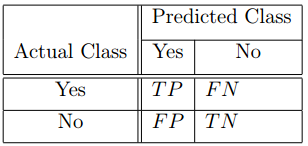 Predicted Class
Actual Class Yes No
Yes TP FN
No FP TN